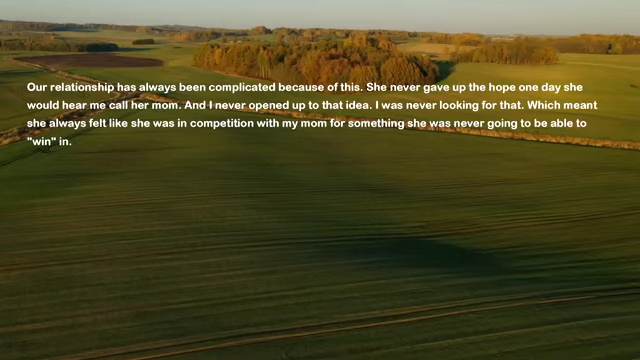 Our relationship has always been complicated because of this. She never gave up the hope one day she
would hear me call her mom. And I never opened up to that idea. I was never looking for that. Which meant
she always felt like she was in competition with my mom for something she was never going to be able to
"win" in.